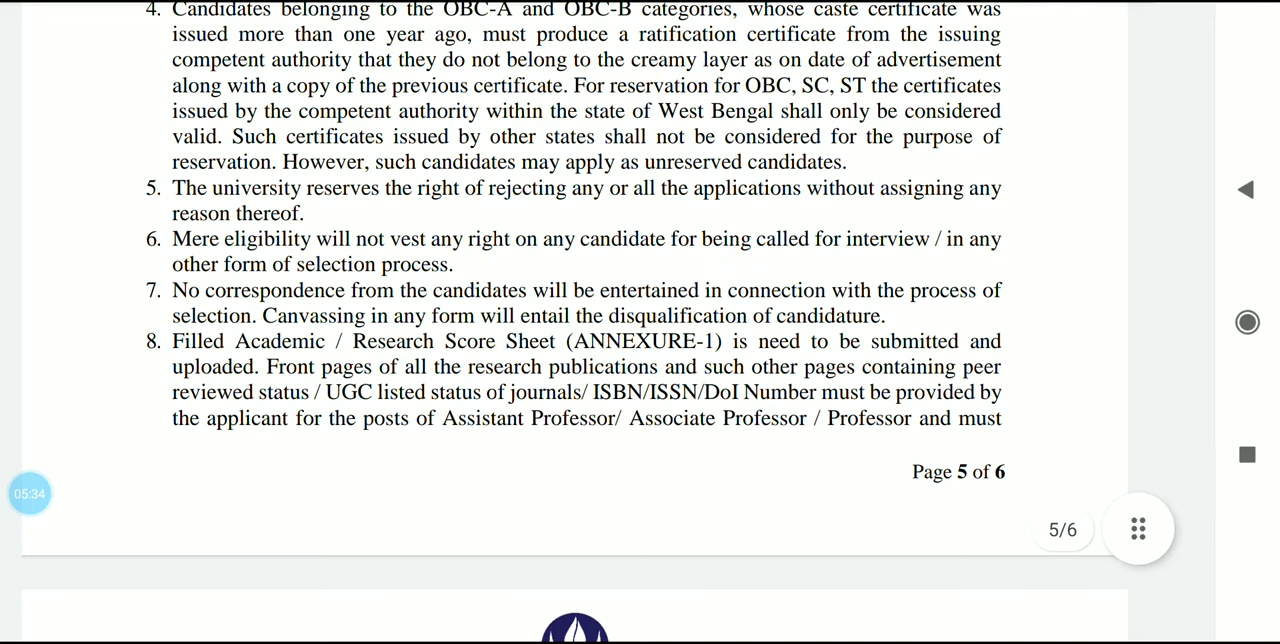 4. Candidates belonging to the OBC-A and OBC-B categories, whose caste certificate was
issued more than one year ago, must produce a ratification certificate from the issuing
competent authority that they do not belong to the creamy layer as on date of advertisement
along with a copy of the previous certificate. For reservation for OBC, SC, ST the certificates
issued by the competent authority within the state of West Bengal shall only be considered
valid. Such certificates issued by other states shall not be considered for the purpose of
reservation. However, such candidates may apply as unreserved candidates.
5. The university reserves the right of rejecting any or all the applications without assigning any
reason thereof.
6. Mere eligibility will not vest any right on any candidate for being called for interview / in any
other form of selection process.
7. No correspondence from the candidates will be entertained in connection with the process of
selection. Canvassing in any form will entail the disqualification of candidature.
8. Filled Academic / Research Score Sheet (ANNEXURE-1) is need to be submitted and
uploaded. Front pages of all the research publications and such other pages containing peer
reviewed status / UGC listed status of journals/ ISBN/ISSN/DoI Number must be provided by
the applicant for the posts of Assistant Professor/ Associate Professor / Professor and must
Page 5 of 6
05:34
5/6